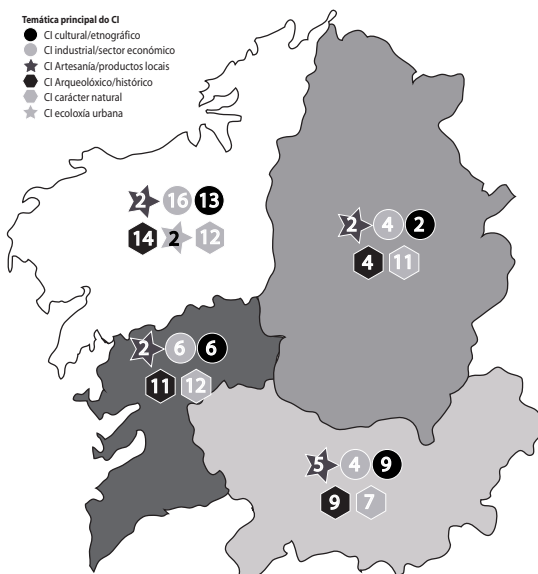 Temática principal do CI
CI cultural/etnográfico
CI industrial/sector económico
CI Artesanía/productos locais
CI Arqueolóxico/histórico
CI carácter natural
CI ecoloxía urbana
2 16 13
14 2 12
2 4 2
4 11
2 6 6
11 12
5 4 9
9 7